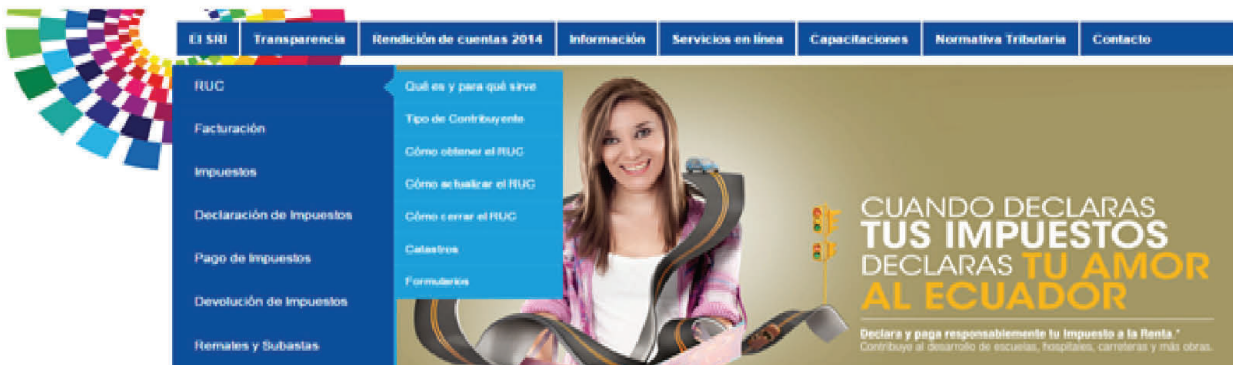 El SRI
Transparencia
Rendición de cuentas 2014
Información
Servicios en línea
Capacitaciones
Normativa Tributaria
Contacto
RUC
Facturación
Impuestos
Declaración de Impuestos
Pago de Impuestos
Devolución de Impuestos
Remates y Subastas
Qué es y para qué sirve
Tipo de Contribuyente
Cómo obtener el RUC
Cómo actualizar el RUC
Cómo cerrar el RUC
Catastros
Formularios
CUANDO DECLARAS
TUS IMPUESTOS
DECLARAS TU AMOR
AL ECUADOR
Declara y paga responsablemente tu Impuesto a la Renta.*
Contribuye al desarrollo de escuelas, hospitales, carreteras y más obras.